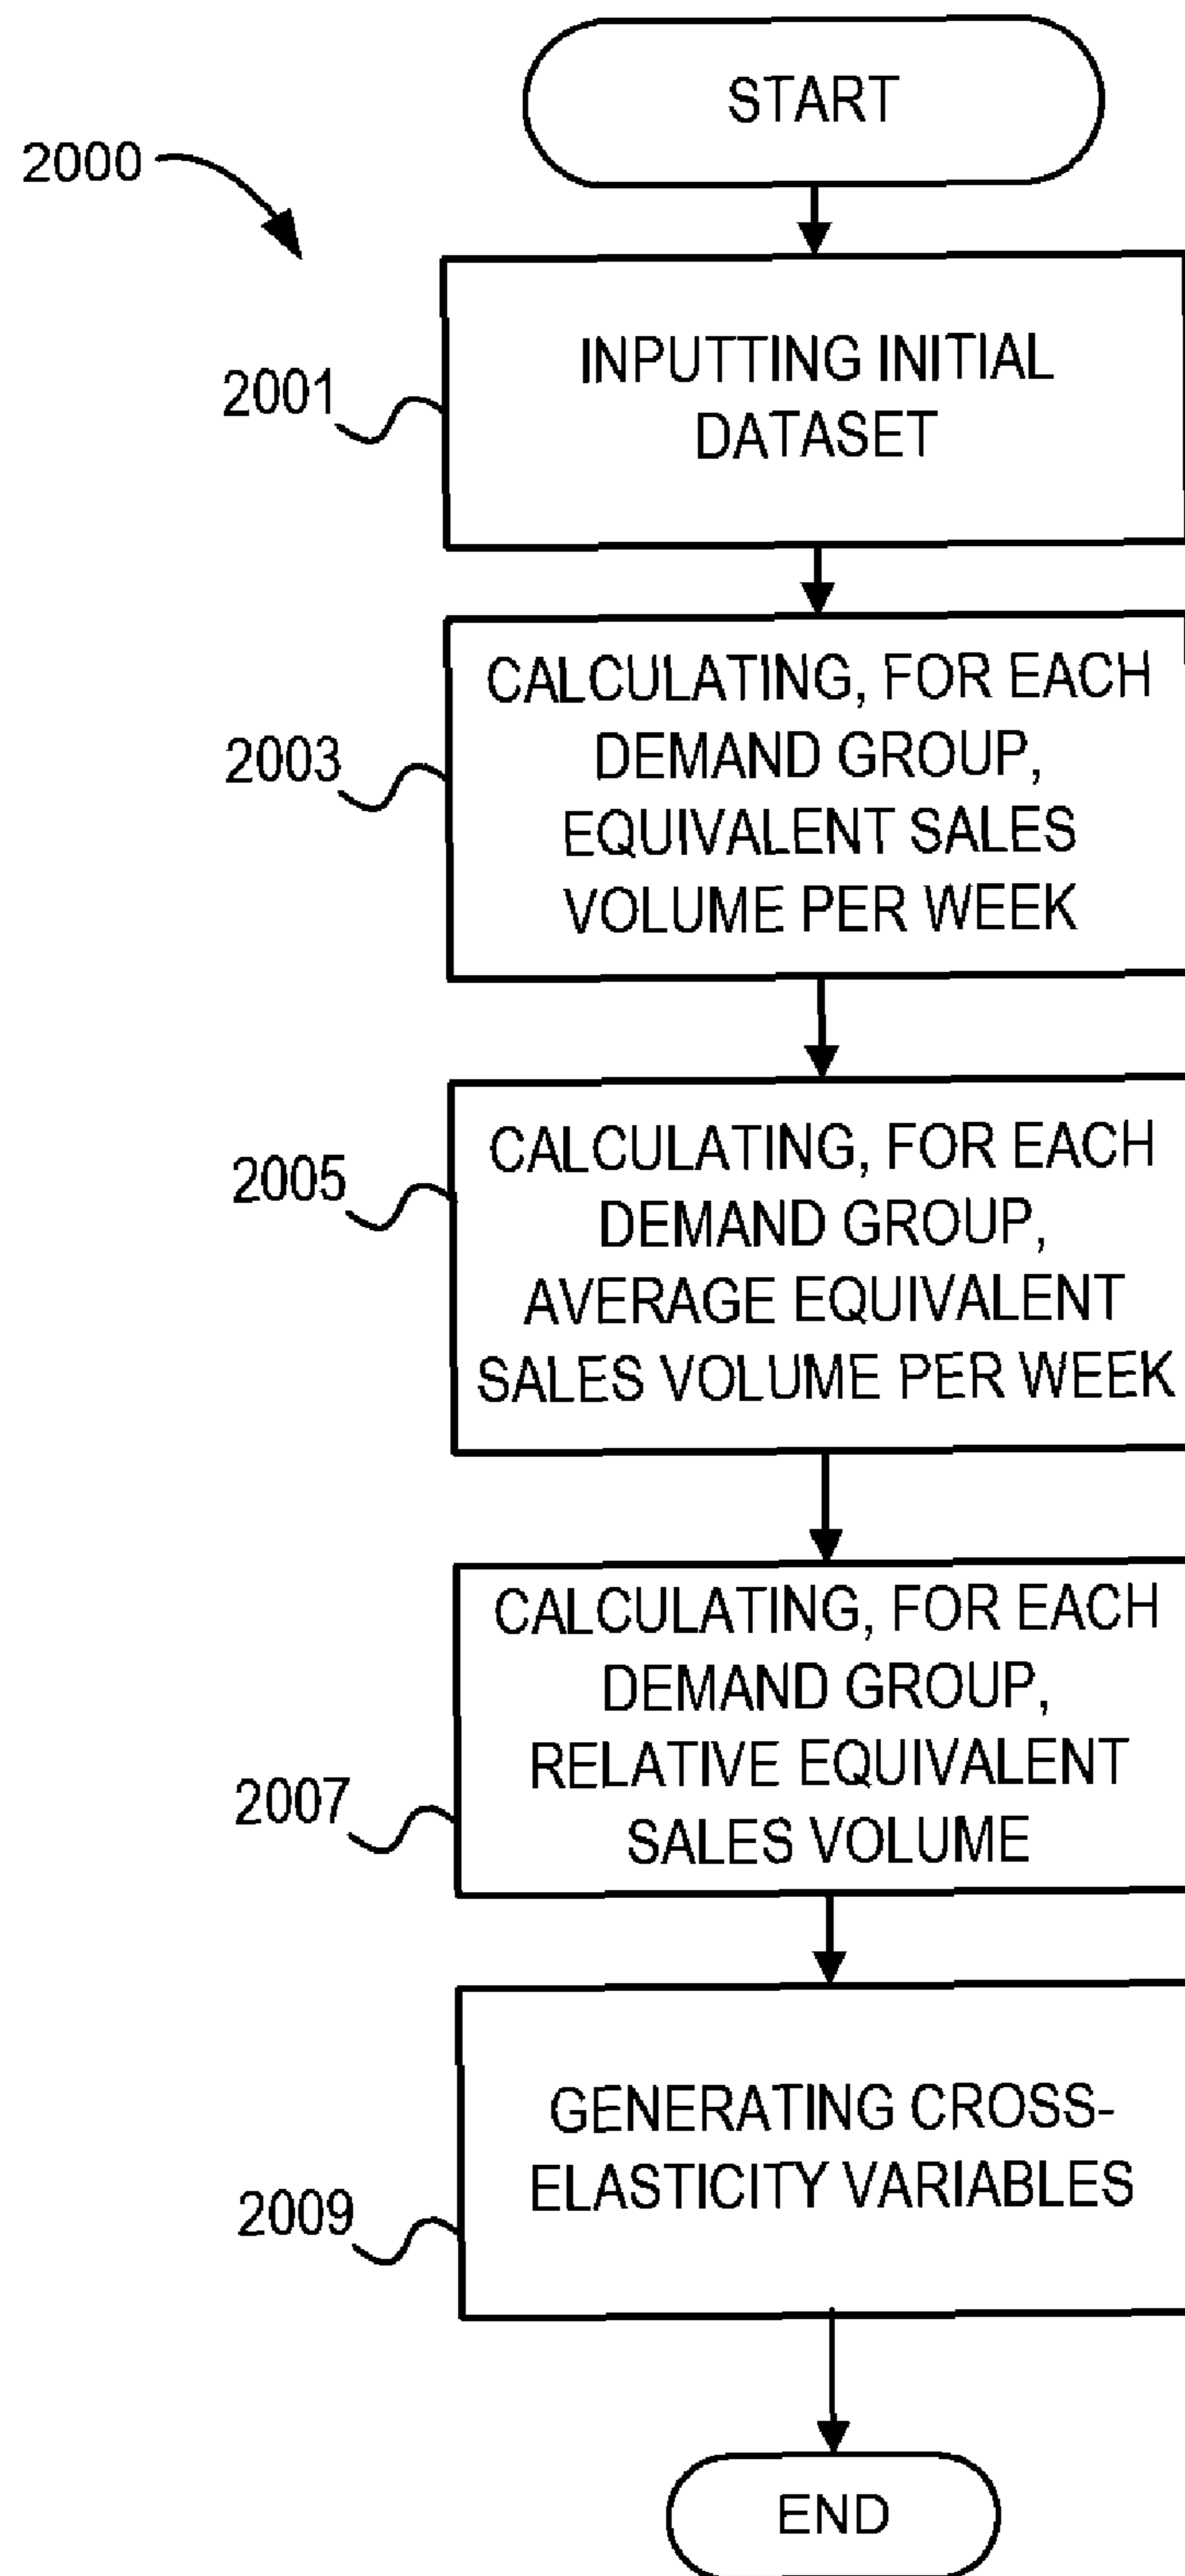 START
2000
INPUTTING INITIAL
DATASET
2001
CALCULATING, FOR EACH
DEMAND GROUP,
EQUIVALENT SALES
VOLUME PER WEEK
2003
CALCULATING, FOR EACH
DEMAND GROUP,
AVERAGE EQUIVALENT
SALES VOLUME PER WEEK
2005
CALCULATING, FOR EACH
DEMAND GROUP,
RELATIVE EQUIVALENT
SALES VOLUME
2007
GENERATING CROSS-
ELASTICITY VARIABLES
2009
END